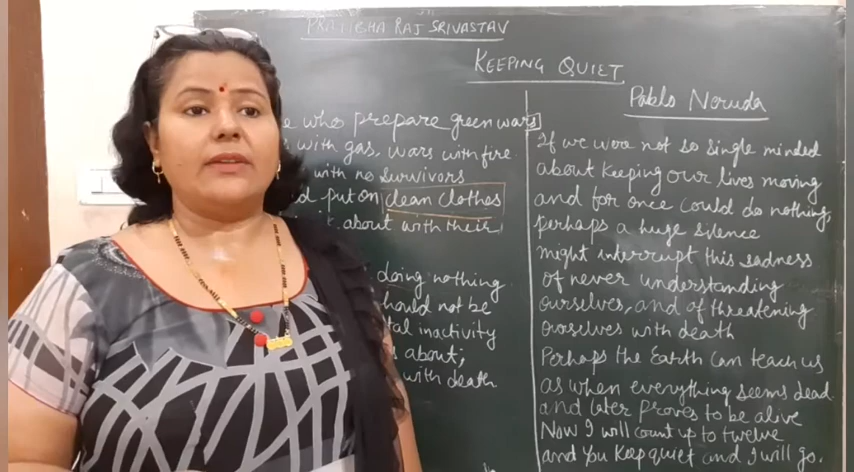 PRATIBHA RAJ SRIVASTAV
KEEPING QUIET
Pablo Neruda
who prepare green wars
with gas, wars with fire
with no survivors
put on clean clothes
about with their
doing nothing
should not be
inactivity
about;
with death
If we were not so single minded
about keeping our lives moving
and for once could do nothing,
perhaps a huge silence
might interrupt this sadness
of never understanding
ourselves, and of threatening
ourselves with death
Perhaps the Earth can teach us
as when everything seems dead
and later proves to be alive
Now I will count up to twelve
and you keep quiet and I will go.